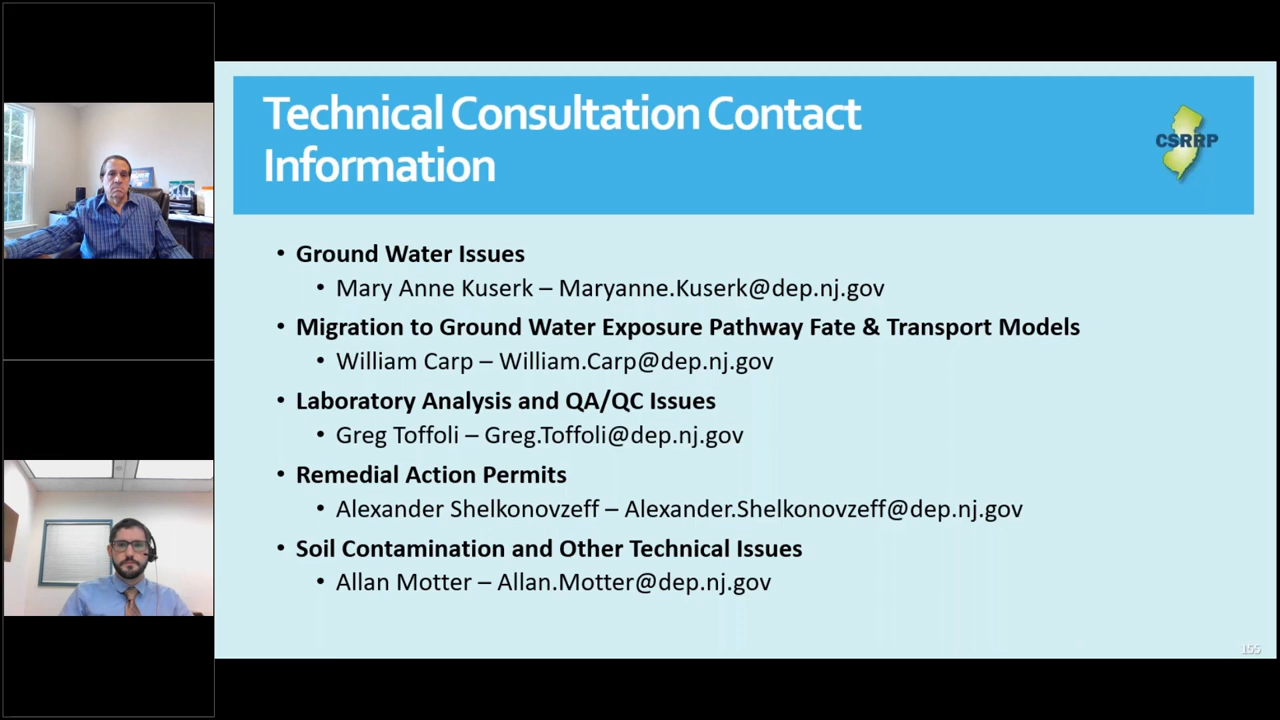 Technical Consultation Contact
Information
CSRRP
• Ground Water Issues
• Mary Anne Kuserk – Maryanne.Kuserk@dep.nj.gov
• Migration to Ground Water Exposure Pathway Fate & Transport Models
• William Carp – William.Carp@dep.nj.gov
• Laboratory Analysis and QA/QC Issues
• Greg Toffoli – Greg.Toffoli@dep.nj.gov
• Remedial Action Permits
• Alexander Shelkonovzeff – Alexander.Shelkonovzeff@dep.nj.gov
• Soil Contamination and Other Technical Issues
• Allan Motter – Allan.Motter@dep.nj.gov
155